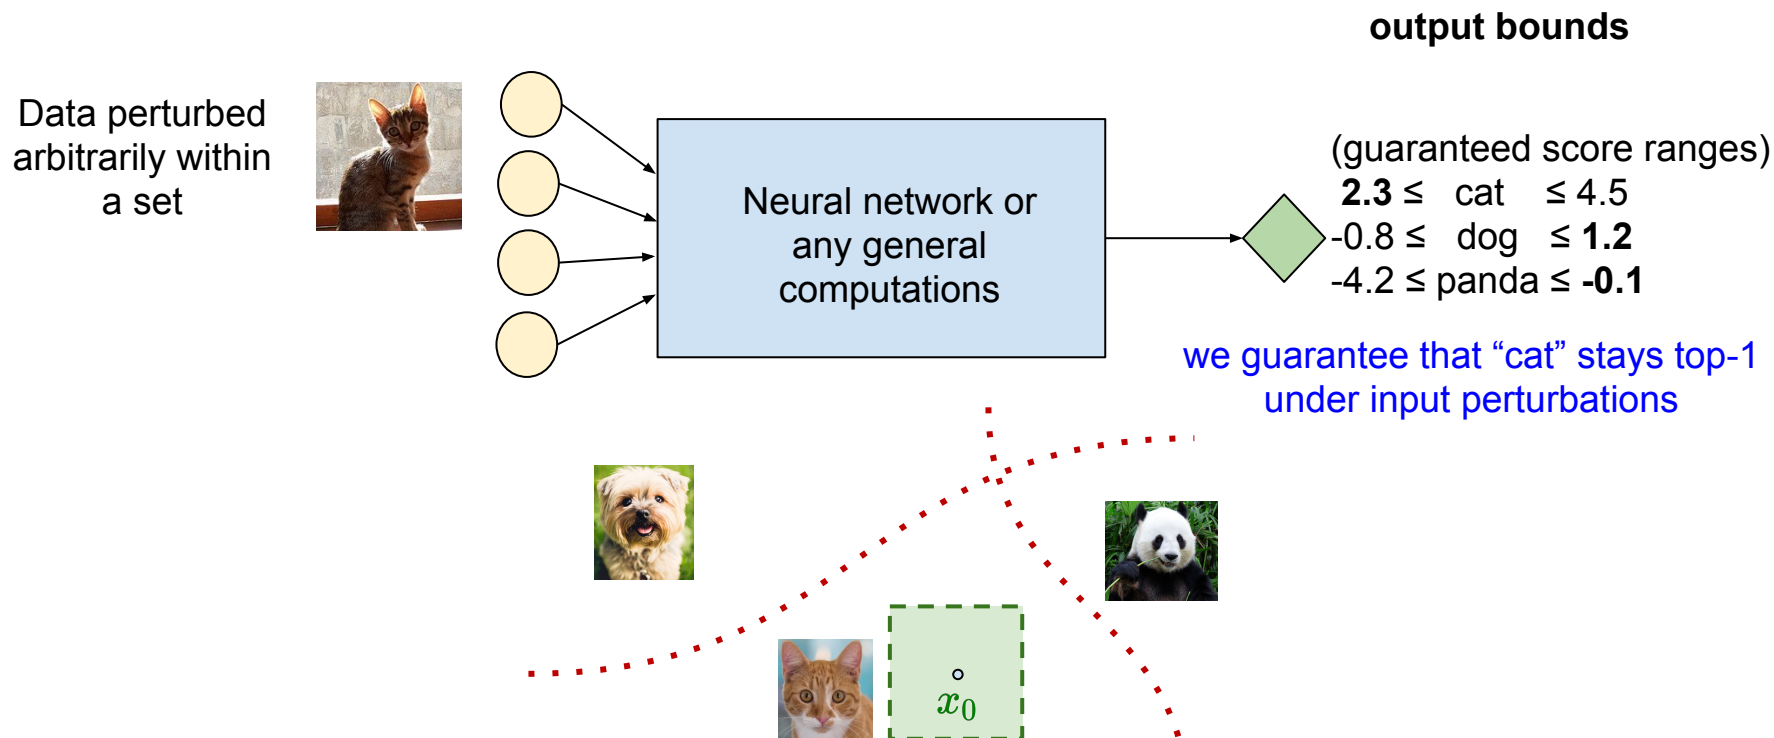 output bounds
Data perturbed
arbitrarily within
a set
Neural network or
any general
computations
(guaranteed score ranges)
2.3 ≤ cat ≤ 4.5
-0.8 ≤ dog ≤ 1.2
-4.2 ≤ panda ≤ -0.1
we guarantee that “cat” stays top-1
under input perturbations
x₀